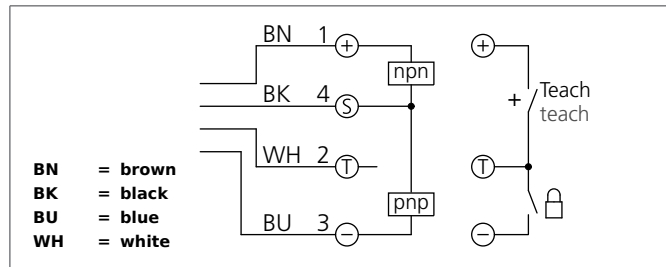 BN 1 +
npn
BK 4 S
WH 2 T
pnp
BU 3 −
+
+ Teach
teach
T
−
BN = brown
BK = black
BU = blue
WH = white